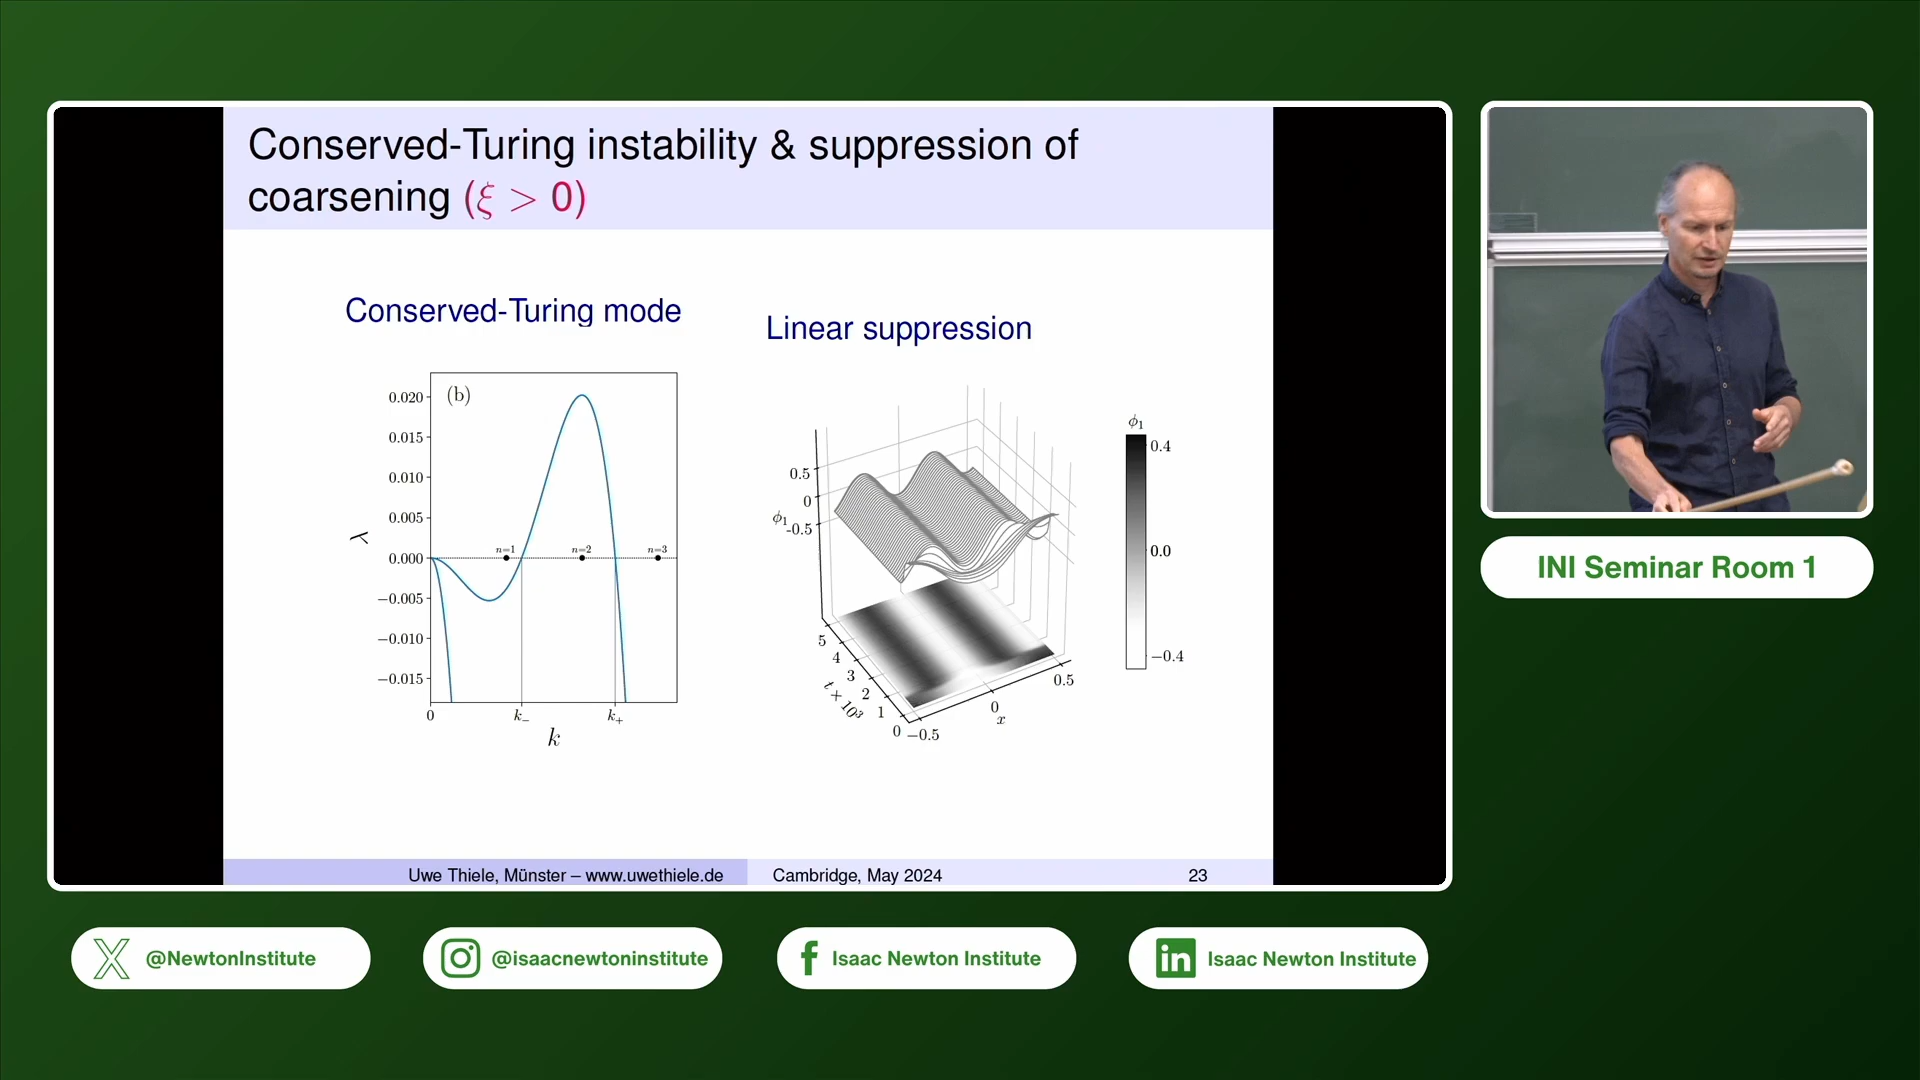 Conserved-Turing instability & suppression of
coarsening (ξ > 0)
Conserved-Turing mode
Linear suppression
(b)
0.020
0.015
0.010
0.005
0.000
−0.005
−0.010
−0.015
λ
n=1
n=2
n=3
0
k₋
k₊
k
0.5
0
-0.5
ϕ₁
5
4
3
2
1
0
t × 10³
−0.5
0
0.5
x
ϕ₁
0.4
0.0
−0.4
Uwe Thiele, Münster – www.uwethiele.de
Cambridge, May 2024
23
INI Seminar Room 1
@NewtonInstitute
@isaacnewtoninstitute
Isaac Newton Institute
Isaac Newton Institute